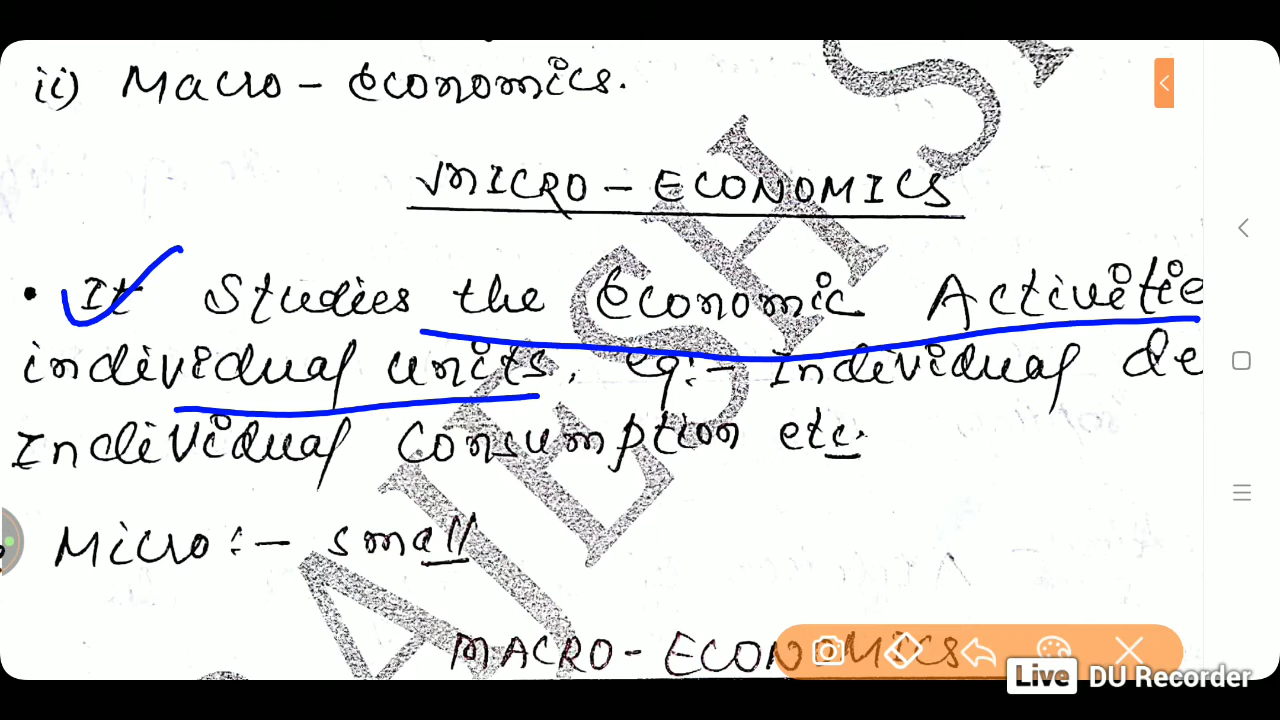 ii) Macro - Economics.
MICRO - ECONOMICS
• It Studies the Economic Activitie
individual units. eg:- Individual de
Individual Consumption etc.
Micro :- small
MACRO - ECONOMICS
Live DU Recorder